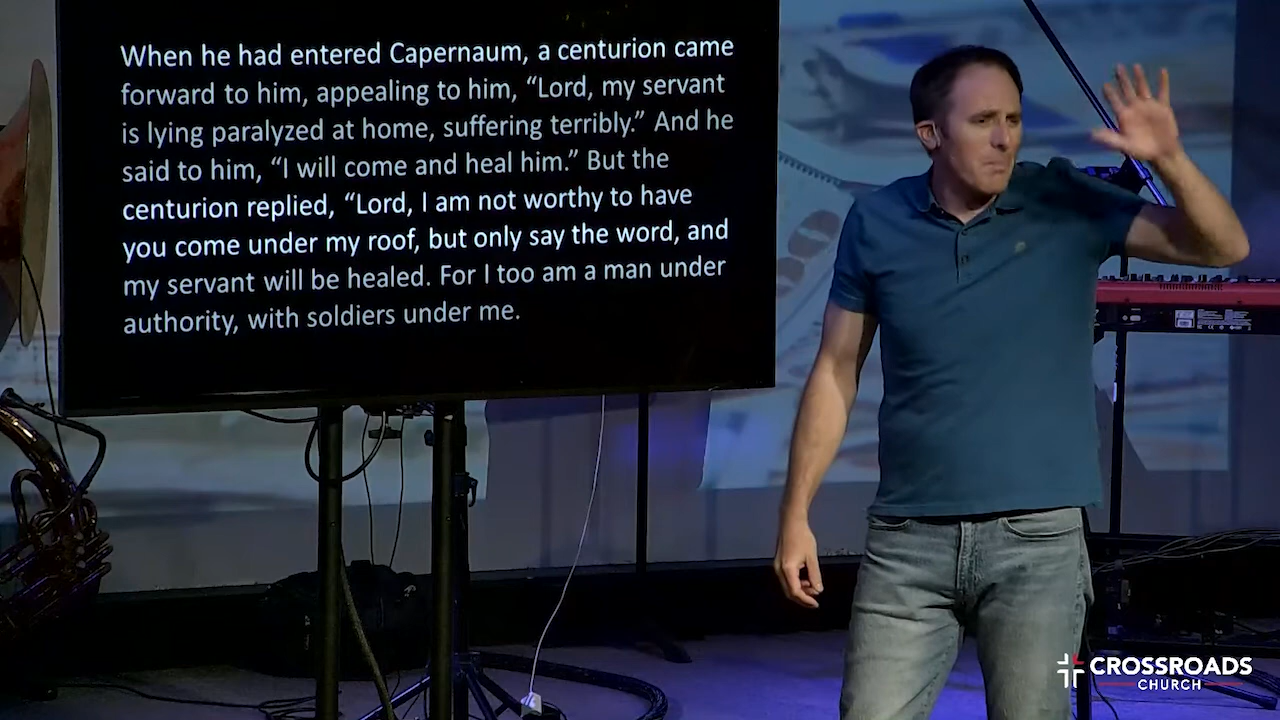 When he had entered Capernaum, a centurion came
forward to him, appealing to him, “Lord, my servant
is lying paralyzed at home, suffering terribly.” And he
said to him, “I will come and heal him.” But the
centurion replied, “Lord, I am not worthy to have
you come under my roof, but only say the word, and
my servant will be healed. For I too am a man under
authority, with soldiers under me.
CROSSROADS
CHURCH